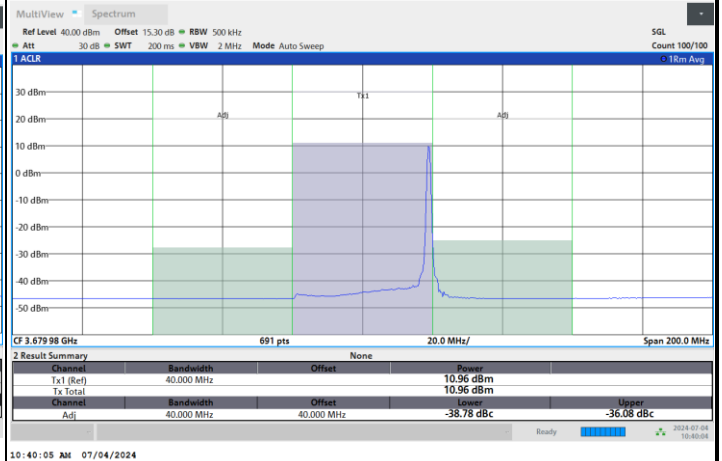 MultiView Spectrum
Ref Level 40.00 dBm Offset 15.30 dB RBW 500 kHz SGL
Att 30 dB SWT 200 ms VBW 2 MHz Mode Auto Sweep Count 100/100
1 ACLR 1Rm Avg
Tx1
Adj Adj
30 dBm
20 dBm
10 dBm
0 dBm
-10 dBm
-20 dBm
-30 dBm
-40 dBm
-50 dBm
CF 3.679 98 GHz 691 pts 20.0 MHz/ Span 200.0 MHz
2 Result Summary None
Channel Bandwidth Offset Power
Tx1 (Ref) 40.000 MHz 10.96 dBm
Tx Total 10.96 dBm
Channel Bandwidth Offset Lower Upper
Adj 40.000 MHz 40.000 MHz -38.78 dBc -36.08 dBc
Ready 2024-07-04
10:40:04
10:40:05 AM 07/04/2024